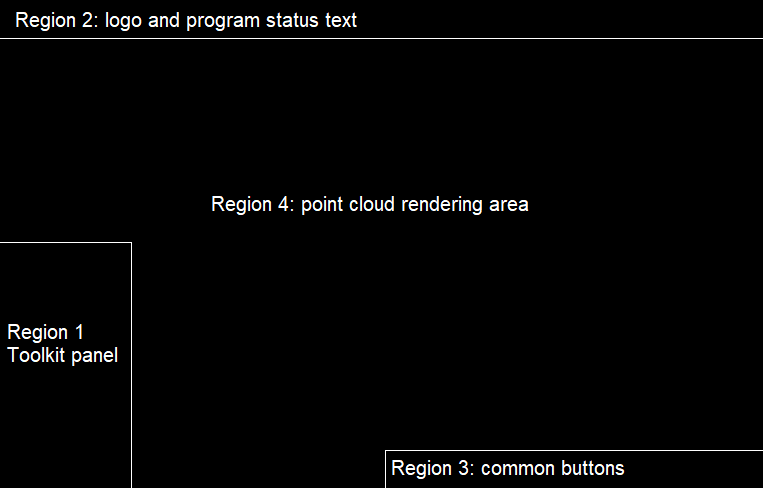 Region 2: logo and program status text
Region 4: point cloud rendering area
Region 1
Toolkit panel
Region 3: common buttons